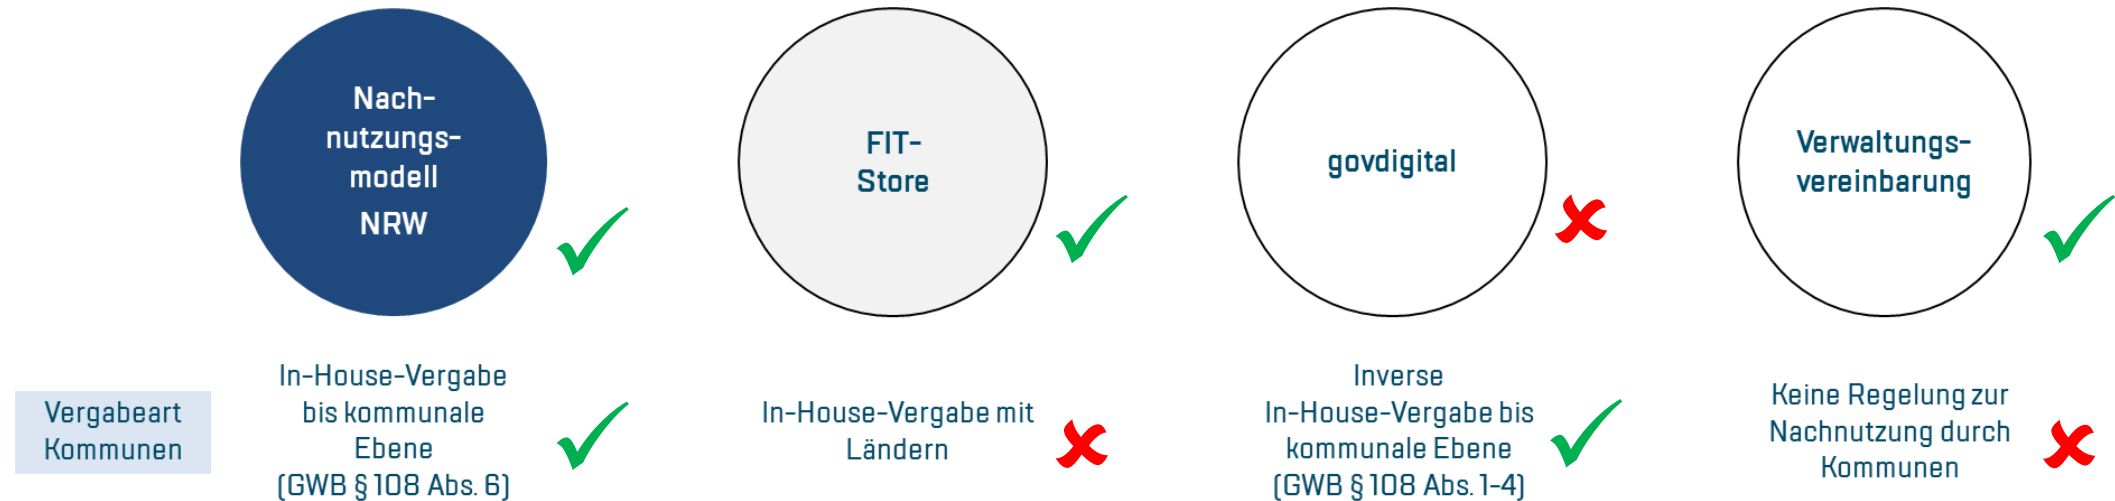 Nach-
nutzungs-
modell
NRW
FIT-
Store
govdigital
Verwaltungs-
vereinbarung
Vergabeart
Kommunen
In-House-Vergabe
bis kommunale
Ebene
(GWB § 108 Abs. 6)
In-House-Vergabe mit
Ländern
Inverse
In-House-Vergabe bis
kommunale Ebene
(GWB § 108 Abs. 1-4)
Keine Regelung zur
Nachnutzung durch
Kommunen